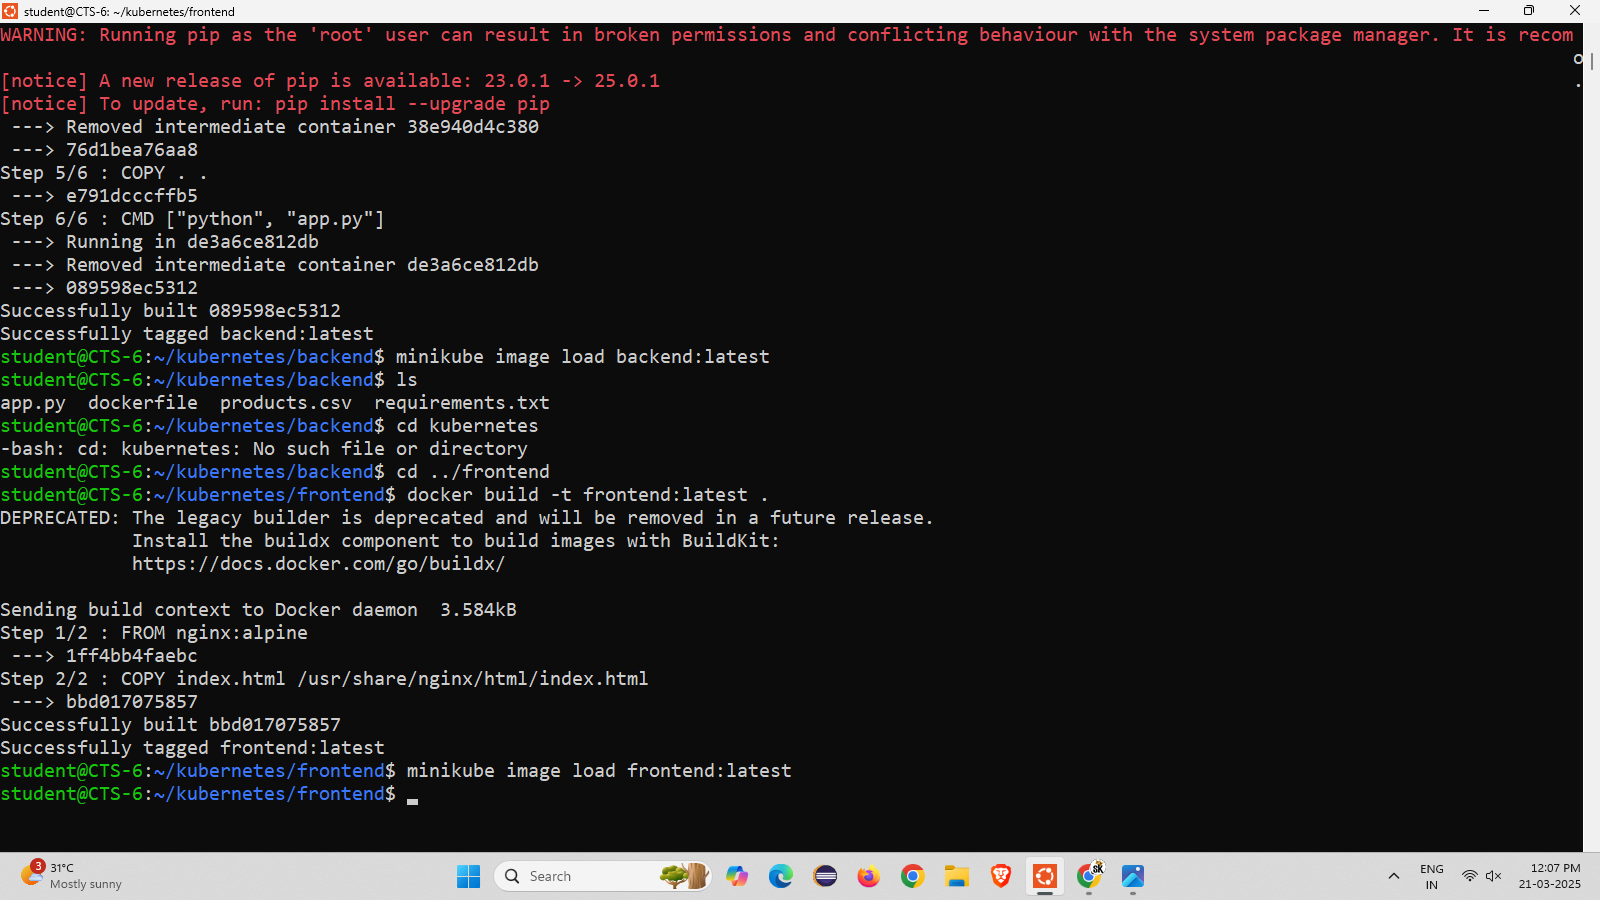 student@CTS-6: ~/kubernetes/frontend
WARNING: Running pip as the 'root' user can result in broken permissions and conflicting behaviour with the system package manager. It is recom
o
.
[notice] A new release of pip is available: 23.0.1 -> 25.0.1
[notice] To update, run: pip install --upgrade pip
 ---> Removed intermediate container 38e940d4c380
 ---> 76d1bea76aa8
Step 5/6 : COPY . .
 ---> e791dcccffb5
Step 6/6 : CMD ["python", "app.py"]
 ---> Running in de3a6ce812db
 ---> Removed intermediate container de3a6ce812db
 ---> 089598ec5312
Successfully built 089598ec5312
Successfully tagged backend:latest
student@CTS-6:~/kubernetes/backend$ minikube image load backend:latest
student@CTS-6:~/kubernetes/backend$ ls
app.py  dockerfile  products.csv  requirements.txt
student@CTS-6:~/kubernetes/backend$ cd kubernetes
-bash: cd: kubernetes: No such file or directory
student@CTS-6:~/kubernetes/backend$ cd ../frontend
student@CTS-6:~/kubernetes/frontend$ docker build -t frontend:latest .
DEPRECATED: The legacy builder is deprecated and will be removed in a future release.
            Install the buildx component to build images with BuildKit:
            https://docs.docker.com/go/buildx/
Sending build context to Docker daemon  3.584kB
Step 1/2 : FROM nginx:alpine
 ---> 1ff4bb4faebc
Step 2/2 : COPY index.html /usr/share/nginx/html/index.html
 ---> bbd017075857
Successfully built bbd017075857
Successfully tagged frontend:latest
student@CTS-6:~/kubernetes/frontend$ minikube image load frontend:latest
student@CTS-6:~/kubernetes/frontend$
3
31°C
Mostly sunny
Search
SK
ENG
IN
12:07 PM
21-03-2025